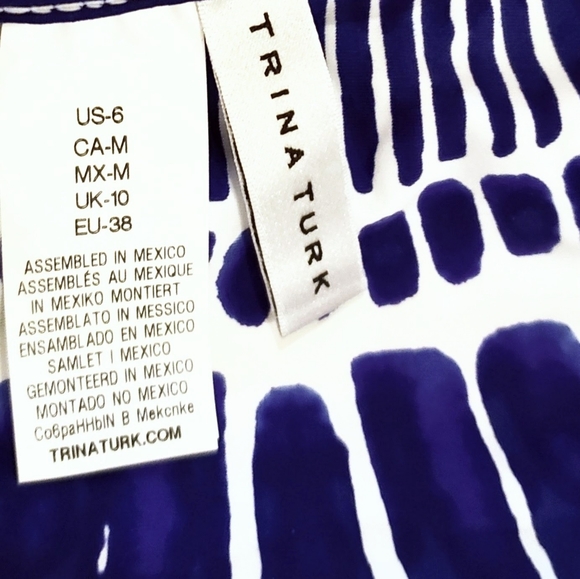 US-6
CA-M
MX-M
UK-10
EU-38
ASSEMBLED IN MEXICO
ASSEMBLÉS AU MEXIQUE
IN MEXIKO MONTIERT
ASSEMBLATO IN MESSICO
ENSAMBLADO EN MEXICO
SAMLET I MEXICO
GEMONTEERD IN MEXICO
MONTADO NO MEXICO
Co6paHHbIN B Mekcnke
TRINATURK.COM
TRINA TURK